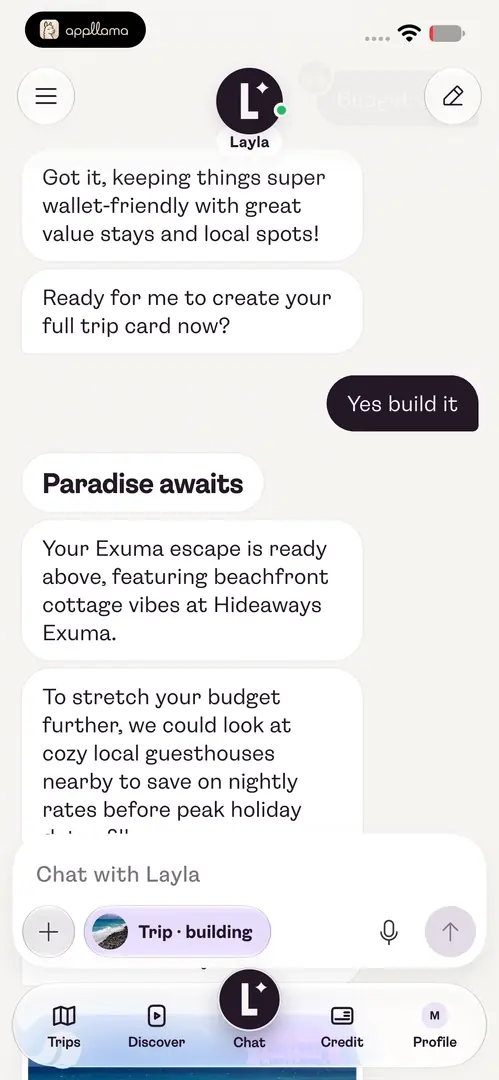 appllama
Budget
Layla
Got it, keeping things super
wallet-friendly with great
value stays and local spots!
Ready for me to create your
full trip card now?
Yes build it
Paradise awaits
Your Exuma escape is ready
above, featuring beachfront
cottage vibes at Hideaways
Exuma.
To stretch your budget
further, we could look at
cozy local guesthouses
nearby to save on nightly
rates before peak holiday
Chat with Layla
Trip · building
Trips
Discover
Chat
Credit
M
Profile